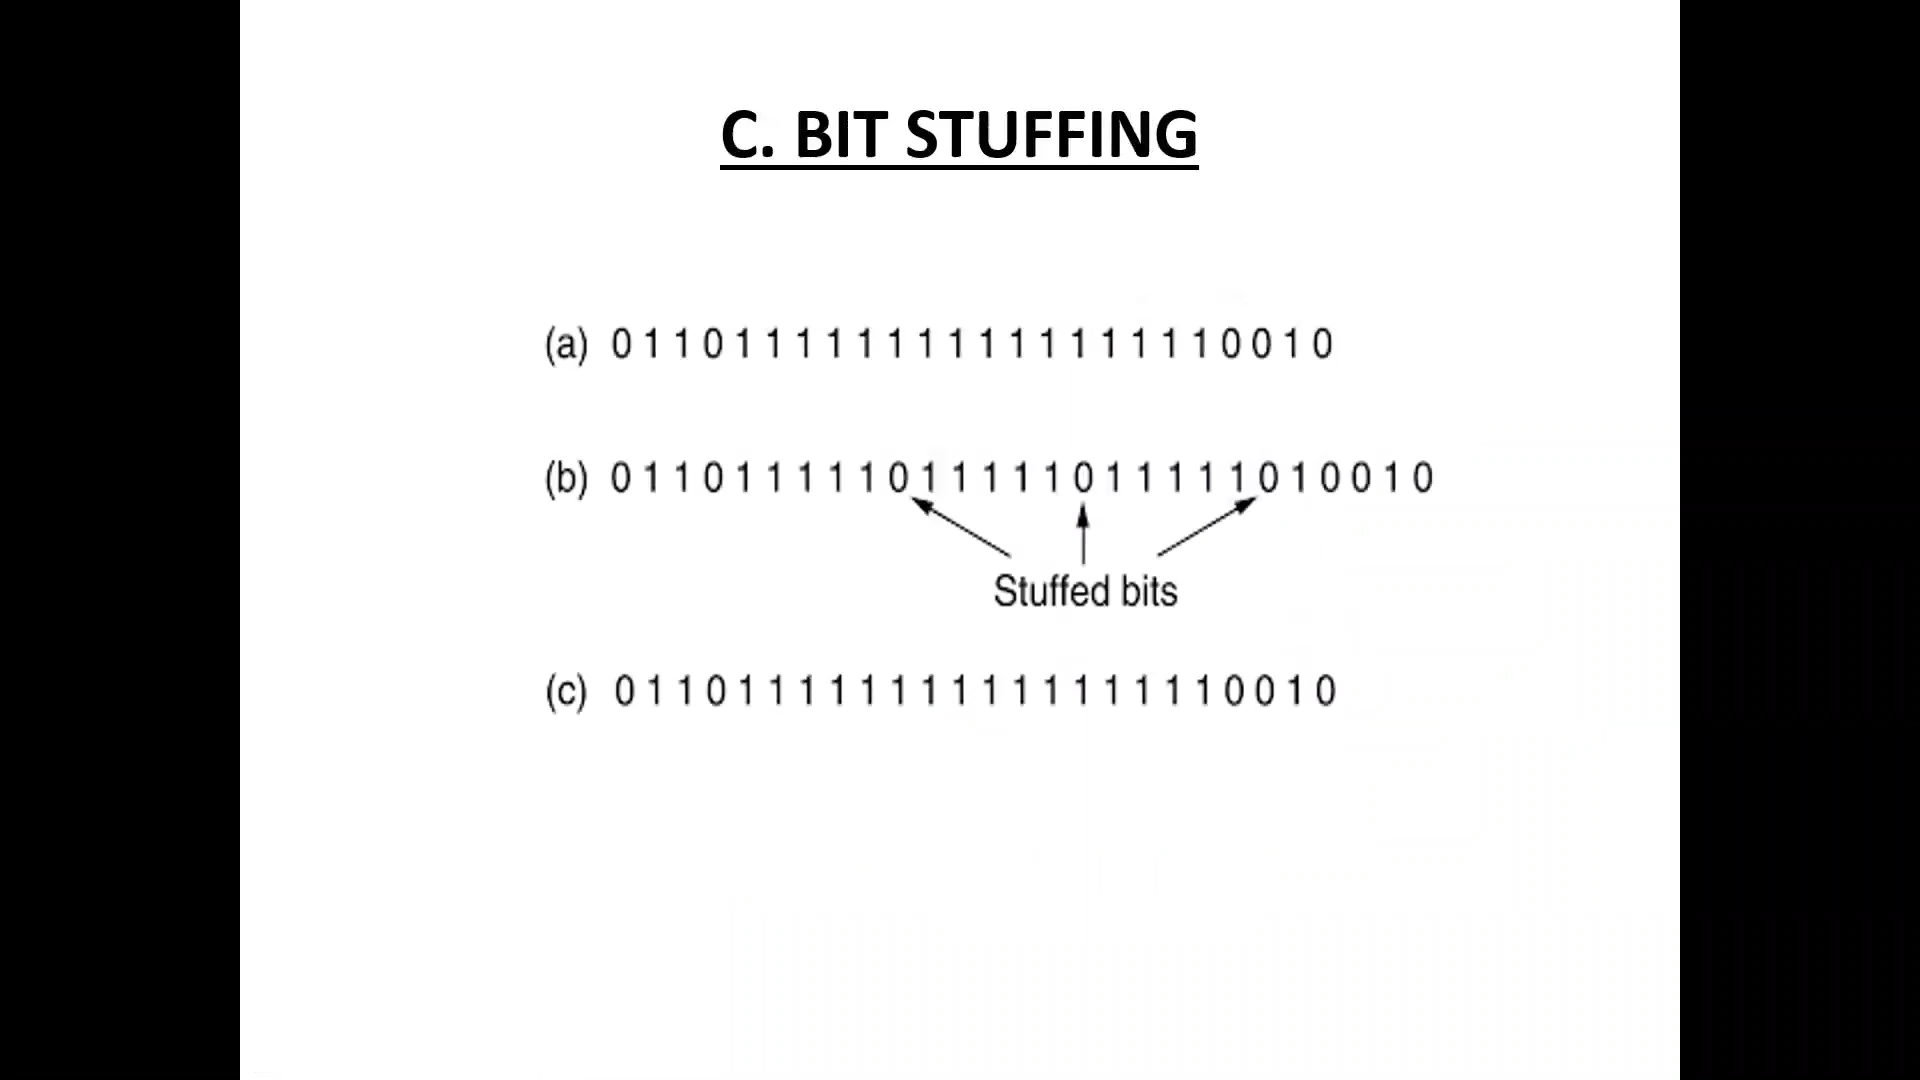 C. BIT STUFFING
(a) 0 1 1 0 1 1 1 1 1 1 1 1 1 1 1 1 1 1 1 1 0 0 1 0
(b) 0 1 1 0 1 1 1 1 1 0 1 1 1 1 1 0 1 1 1 1 1 0 1 0 0 1 0
Stuffed bits
(c) 0 1 1 0 1 1 1 1 1 1 1 1 1 1 1 1 1 1 1 1 0 0 1 0